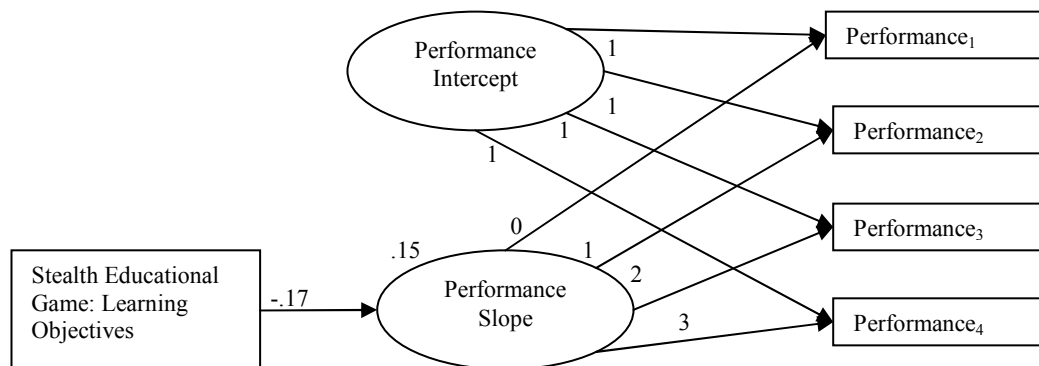 Performance
Intercept
Performance₁
1
1
Performance₂
1
1
0
Performance₃
.15
1
Stealth Educational
Game: Learning
Objectives
-.17
Performance
Slope
2
3
Performance₄